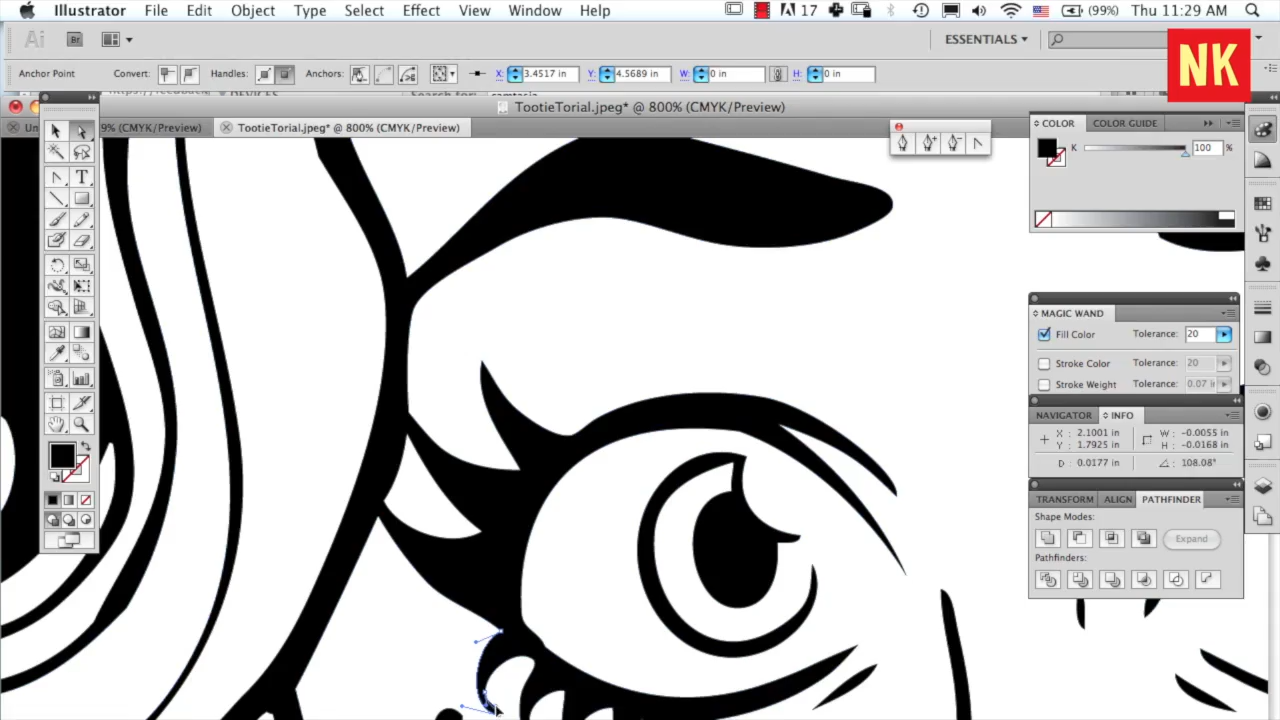 Illustrator File Edit Object Type Select Effect View Window Help 17 (99%) Thu 11:29 AM
Ai Br ESSENTIALS
NK
Anchor Point Convert: Handles: Anchors: X: 3.4517 in Y: 4.5689 in W: 0 in H: 0 in
TootieTorial.jpeg* @ 800% (CMYK/Preview)
9% (CMYK/Preview) TootieTorial.jpeg* @ 800% (CMYK/Preview)
COLOR COLOR GUIDE
K 100 %
T
MAGIC WAND
Fill Color Tolerance: 20
Stroke Color Tolerance: 20
Stroke Weight Tolerance:
NAVIGATOR INFO
X : 2.1001 in W : -0.0055 in
Y : 1.7925 in H : -0.0168 in
D : 0.0177 in 108.08°
TRANSFORM ALIGN PATHFINDER
Shape Modes:
Expand
Pathfinders: